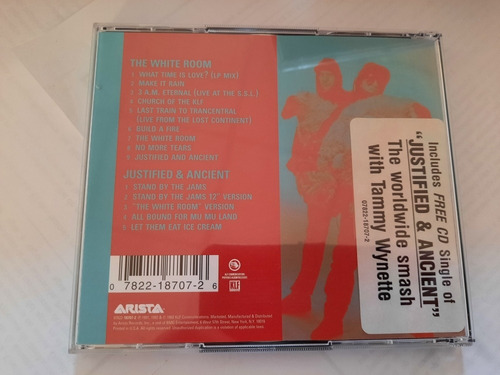 THE WHITE ROOM
1 WHAT TIME IS LOVE? (LP MIX)
2 MAKE IT RAIN
3 3 A.M. ETERNAL (LIVE AT THE S.S.L.)
4 CHURCH OF THE KLF
5 LAST TRAIN TO TRANCENTRAL
(LIVE FROM THE LOST CONTINENT)
6 BUILD A FIRE
7 THE WHITE ROOM
8 NO MORE TEARS
9 JUSTIFIED AND ANCIENT
JUSTIFIED & ANCIENT
1 STAND BY THE JAMS
2 STAND BY THE JAMS 12" VERSION
3 "THE WHITE ROOM" VERSION
4 ALL BOUND FOR MU MU LAND
5 LET THEM EAT ICE CREAM
0 7822-18707-2 6
KLF
ARISTA
Includes FREE CD Single of
"JUSTIFIED & ANCIENT"
The worldwide smash
with Tammy Wynette
07822-18707-2